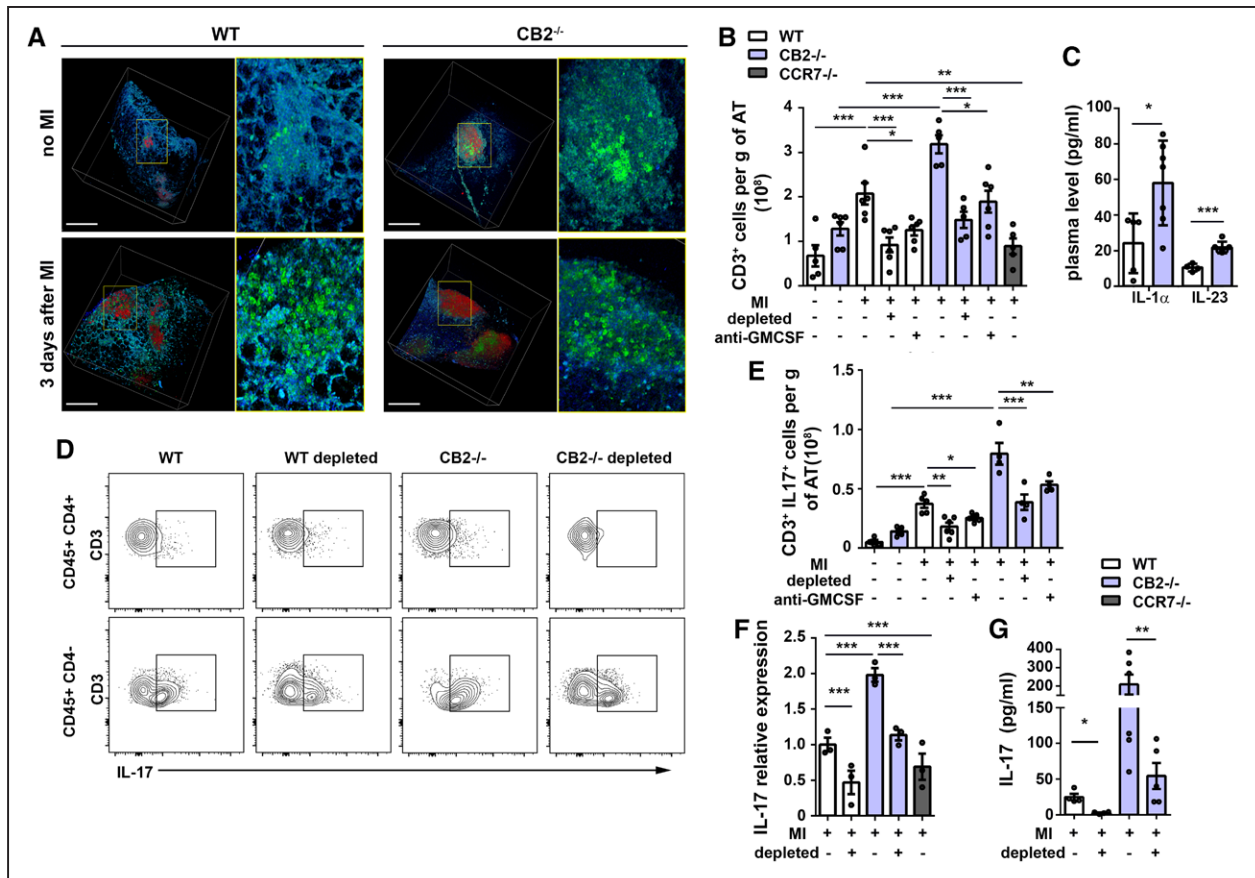 A
WT
CB2-/-
no MI
3 days after MI
B
WT
CB2-/-
CCR7-/-
**
***
***
***
*
***
***
*
CD3+ cells per g of AT
(10⁸)
4
3
2
1
0
MI - - + + + + + + +
depleted + +
anti-GMCSF + +
C
plasma level (pg/ml)
100
80
60
40
20
0
*
***
IL-1α IL-23
D
WT WT depleted CB2-/- CB2-/- depleted
CD45+ CD4+
CD3
CD45+ CD4-
CD3
IL-17
E
CD3+ IL17+ cells per g
of AT(10⁸)
1.5
1.0
0.5
0
***
***
**
*
**
***
MI - - + + + + + +
depleted - - - + - - + -
anti-GMCSF - - - - + - - +
WT
CB2-/-
CCR7-/-
F
IL-17 relative expression
2.5
2.0
1.5
1.0
0.5
0.0
***
***
***
***
MI + + + + +
depleted - + - + -
G
IL-17 (pg/ml)
400
300
200
100
150
100
50
0
*
**
MI + + + +
depleted - + - +